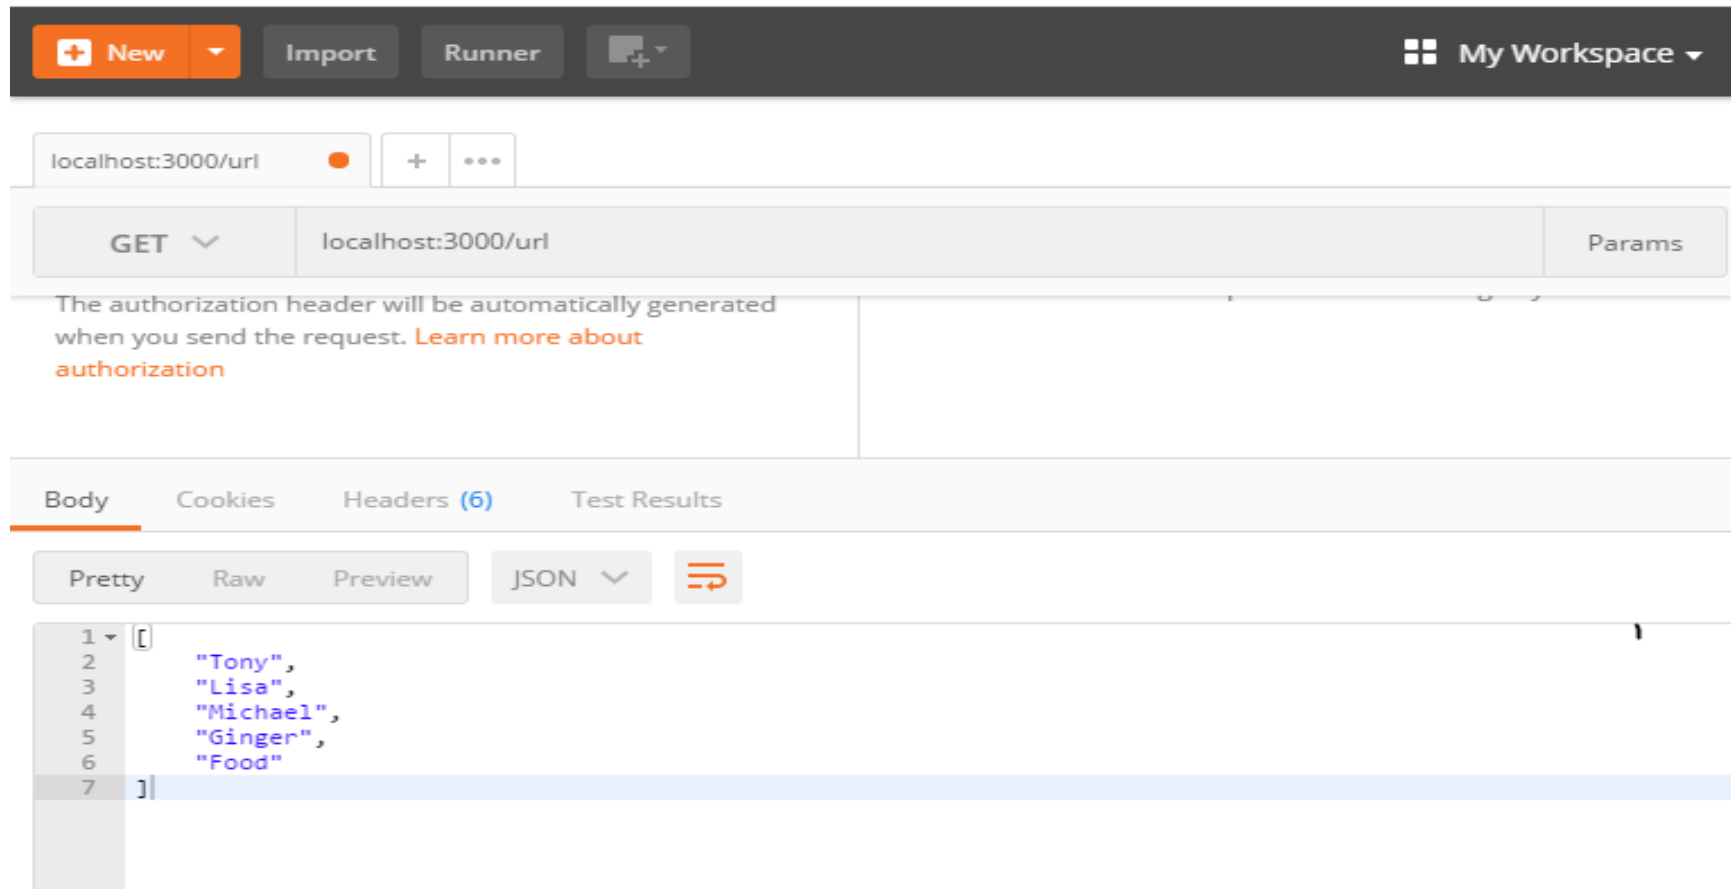 New Import Runner My Workspace
localhost:3000/url + •••
GET localhost:3000/url Params
The authorization header will be automatically generated
when you send the request. Learn more about
authorization
Body Cookies Headers (6) Test Results
Pretty Raw Preview JSON
1 [
2 "Tony",
3 "Lisa",
4 "Michael",
5 "Ginger",
6 "Food"
7 ]